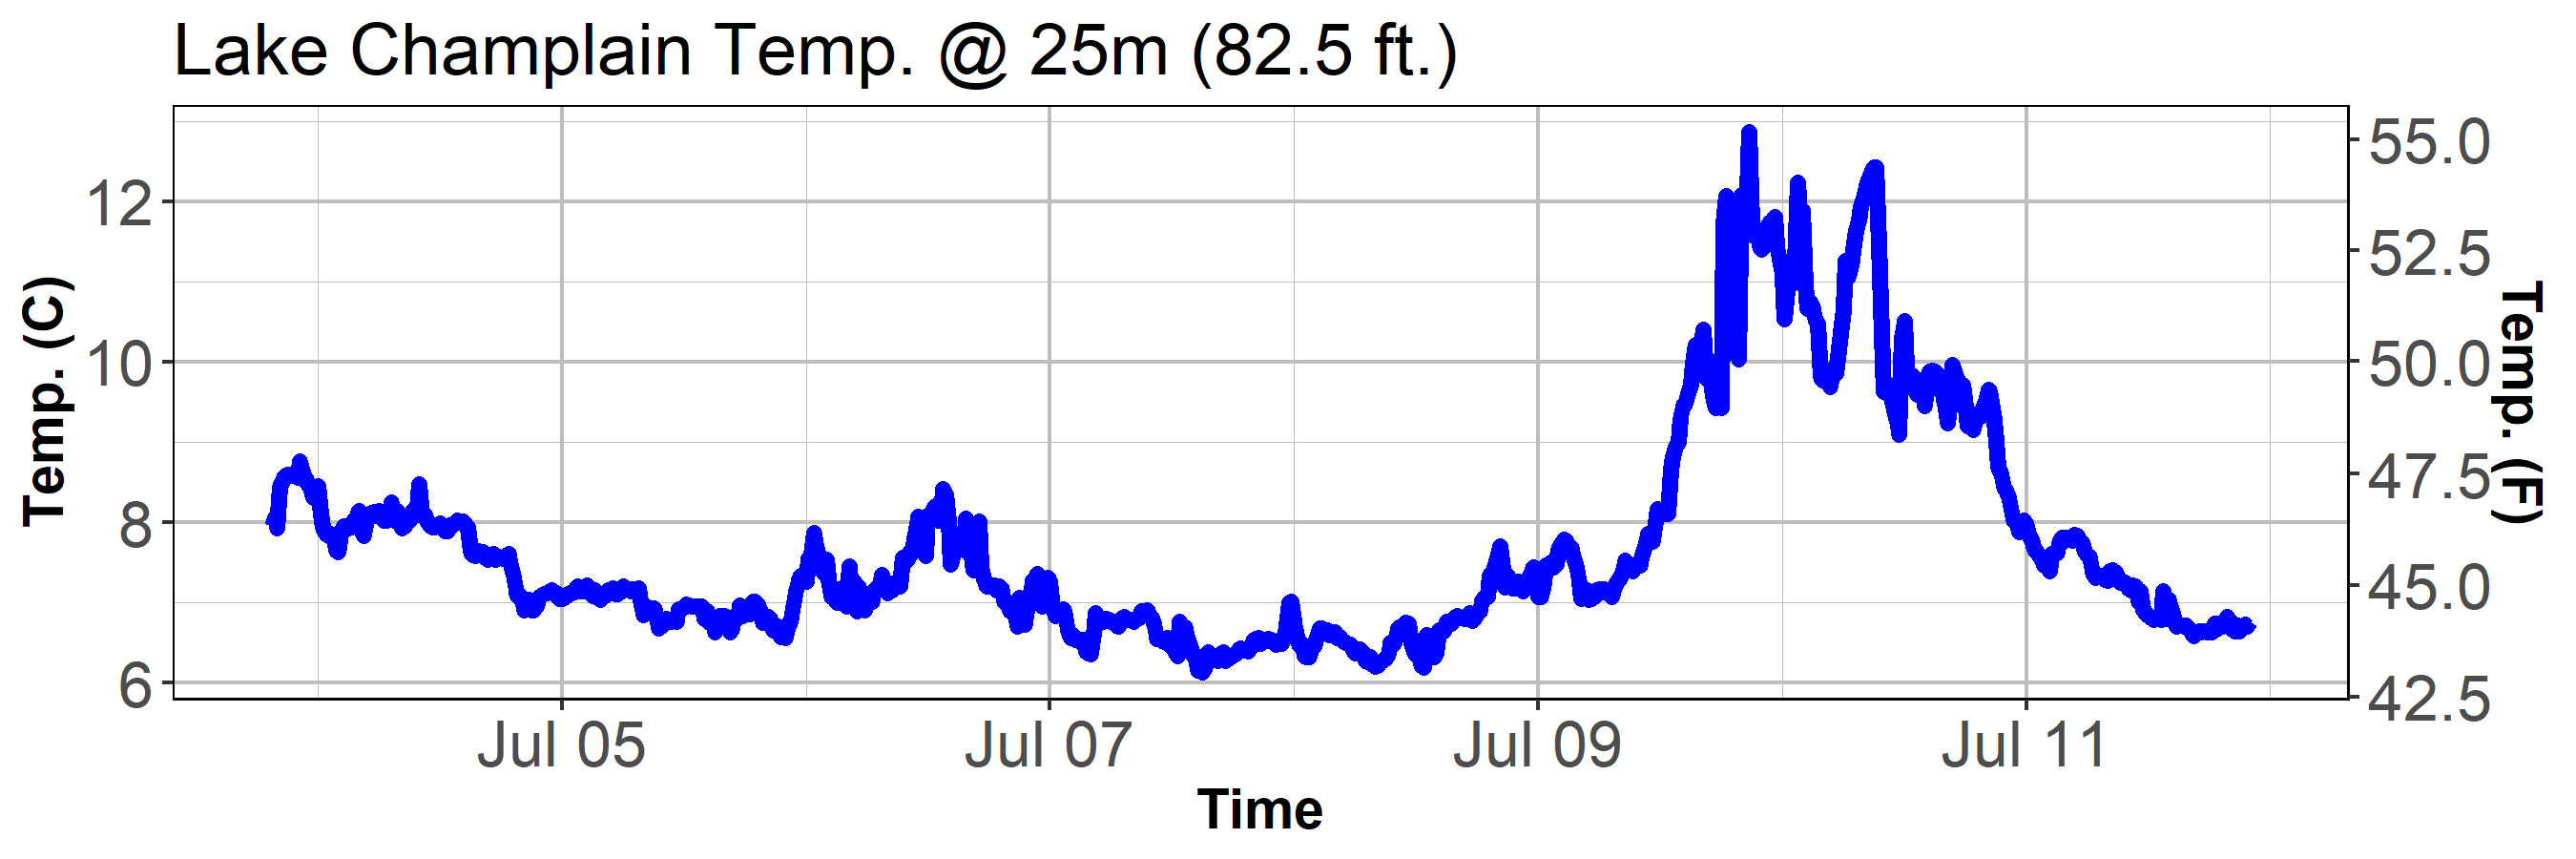 Lake Champlain Temp. @ 25m (82.5 ft.)
Temp. (C)
12
10
8
6
55.0
52.5
50.0
47.5
45.0
42.5
Temp. (F)
Jul 05 Jul 07 Jul 09 Jul 11
Time